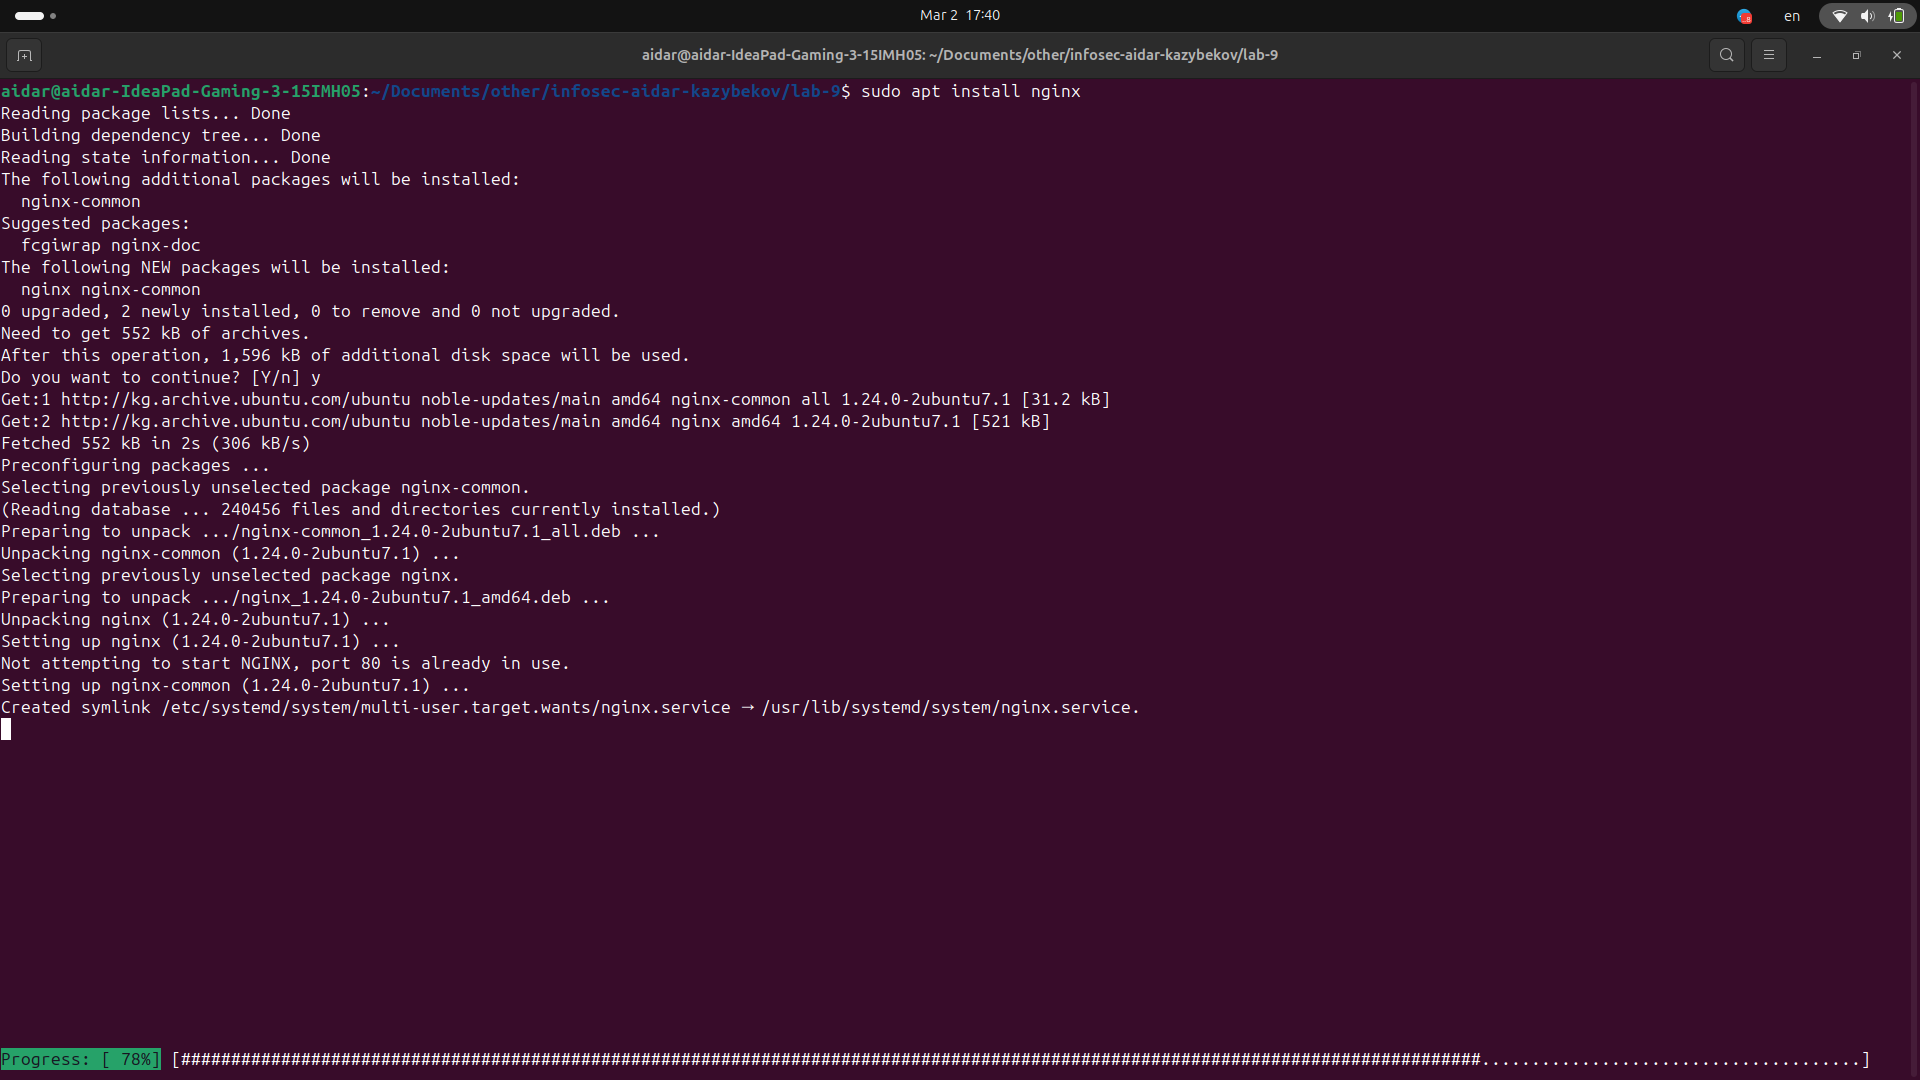 Mar 2 17:40
en
aidar@aidar-IdeaPad-Gaming-3-15IMH05: ~/Documents/other/infosec-aidar-kazybekov/lab-9
aidar@aidar-IdeaPad-Gaming-3-15IMH05:~/Documents/other/infosec-aidar-kazybekov/lab-9$ sudo apt install nginx
Reading package lists... Done
Building dependency tree... Done
Reading state information... Done
The following additional packages will be installed:
  nginx-common
Suggested packages:
  fcgiwrap nginx-doc
The following NEW packages will be installed:
  nginx nginx-common
0 upgraded, 2 newly installed, 0 to remove and 0 not upgraded.
Need to get 552 kB of archives.
After this operation, 1,596 kB of additional disk space will be used.
Do you want to continue? [Y/n] y
Get:1 http://kg.archive.ubuntu.com/ubuntu noble-updates/main amd64 nginx-common all 1.24.0-2ubuntu7.1 [31.2 kB]
Get:2 http://kg.archive.ubuntu.com/ubuntu noble-updates/main amd64 nginx amd64 1.24.0-2ubuntu7.1 [521 kB]
Fetched 552 kB in 2s (306 kB/s)
Preconfiguring packages ...
Selecting previously unselected package nginx-common.
(Reading database ... 240456 files and directories currently installed.)
Preparing to unpack .../nginx-common_1.24.0-2ubuntu7.1_all.deb ...
Unpacking nginx-common (1.24.0-2ubuntu7.1) ...
Selecting previously unselected package nginx.
Preparing to unpack .../nginx_1.24.0-2ubuntu7.1_amd64.deb ...
Unpacking nginx (1.24.0-2ubuntu7.1) ...
Setting up nginx (1.24.0-2ubuntu7.1) ...
Not attempting to start NGINX, port 80 is already in use.
Setting up nginx-common (1.24.0-2ubuntu7.1) ...
Created symlink /etc/systemd/system/multi-user.target.wants/nginx.service → /usr/lib/systemd/system/nginx.service.
Progress: [ 78%] [##################################################################################################################################......................................]